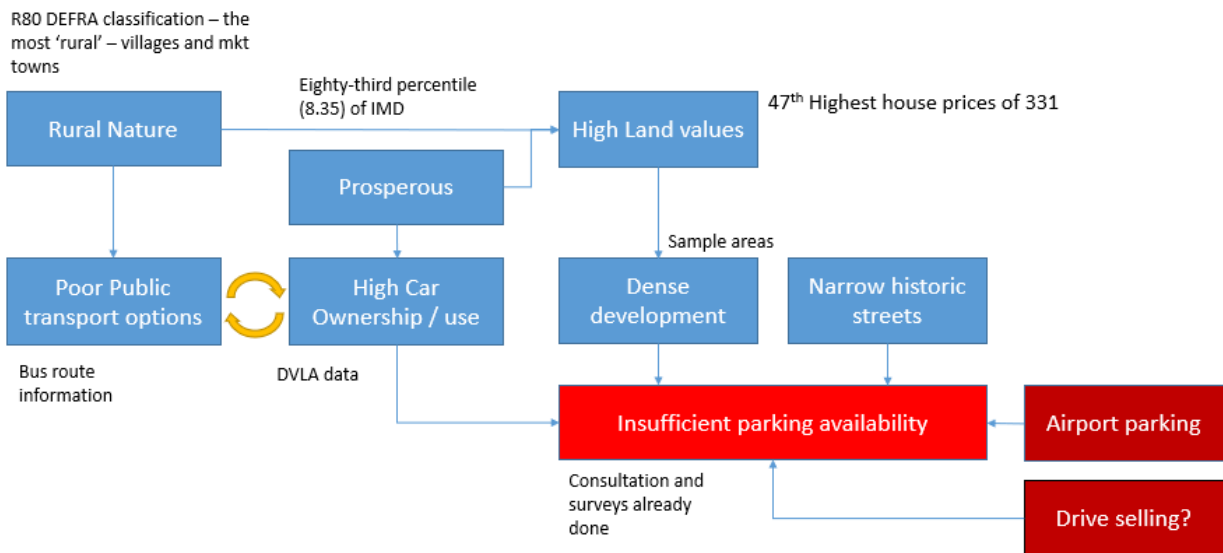 R80 DEFRA classification – the
most ‘rural’ – villages and mkt
towns
Eighty-third percentile
(8.35) of IMD
47th Highest house prices of 331
Rural Nature
High Land values
Prosperous
Sample areas
Poor Public
transport options
High Car
Ownership / use
Dense
development
Narrow historic
streets
Bus route
information
DVLA data
Insufficient parking availability
Airport parking
Consultation and
surveys already
done
Drive selling?